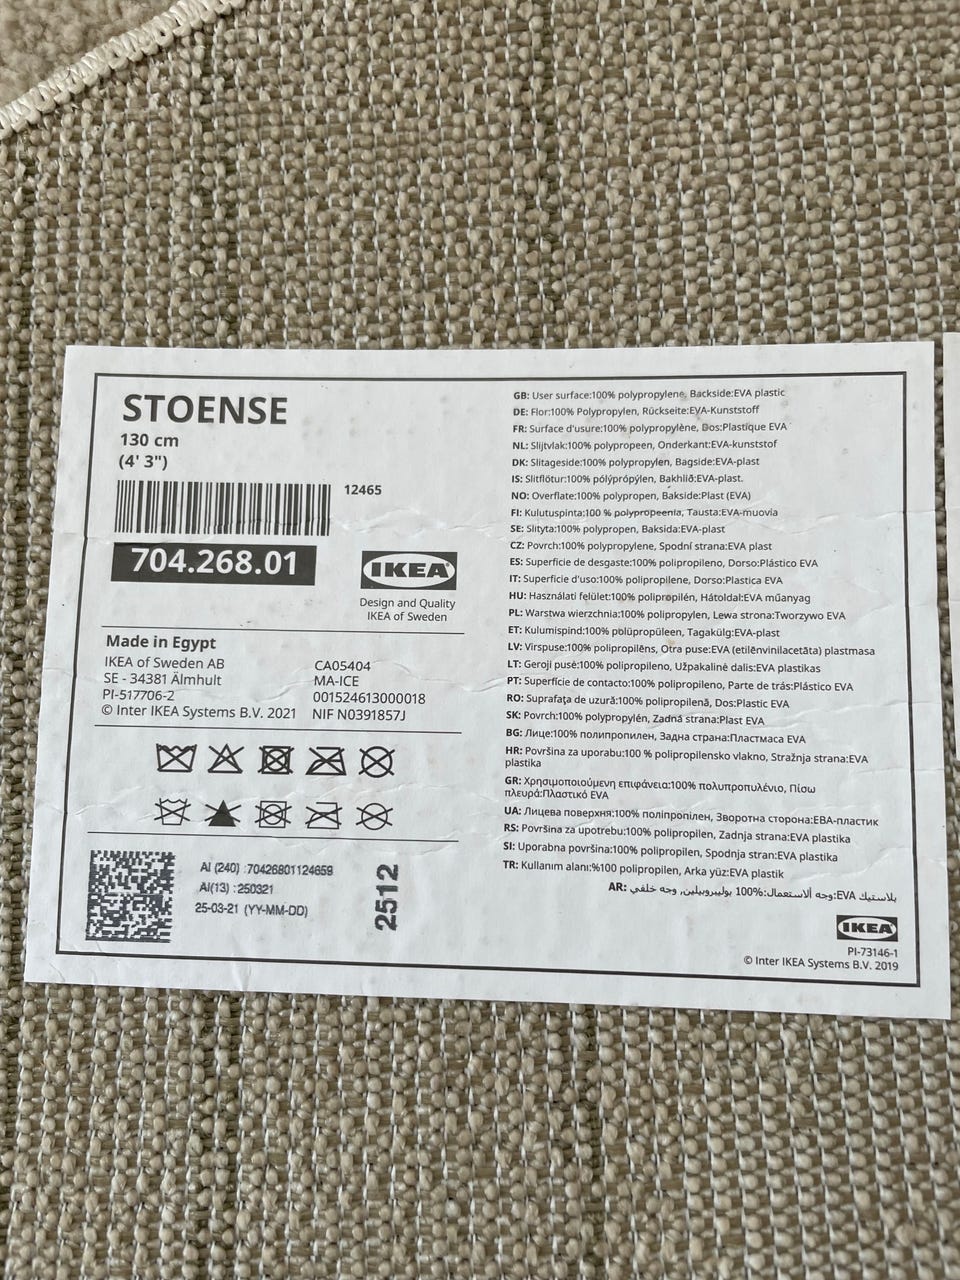 STOENSE
130 cm
(4' 3")
12465
704.268.01
IKEA
Design and Quality
IKEA of Sweden
Made in Egypt
IKEA of Sweden AB
SE - 34381 Älmhult
PI-517706-2
© Inter IKEA Systems B.V. 2021
CA05404
MA-ICE
001524613000018
NIF N0391857J
AI (240) :70426801124659
AI(13) :250321
25-03-21 (YY-MM-DD)
2512
GB: User surface:100% polypropylene, Backside:EVA plastic
DE: Flor:100% Polypropylen, Rückseite:EVA-Kunststoff
FR: Surface d'usure:100% polypropylène, Dos:Plastique EVA
NL: Slijtvlak:100% polypropeen, Onderkant:EVA-kunststof
DK: Slitageside:100% polypropylen, Bagside:EVA-plast
IS: Slitflötur:100% pólýprópýlen, Bakhlið:EVA-plast.
NO: Overflate:100% polypropen, Bakside:Plast (EVA)
FI: Kulutuspinta:100 % polypropeenia, Tausta:EVA-muovia
SE: Slityta:100% polypropen, Baksida:EVA-plast
CZ: Povrch:100% polypropylene, Spodní strana:EVA plast
ES: Superficie de desgaste:100% polipropileno, Dorso:Plástico EVA
IT: Superficie d'uso:100% polipropilene, Dorso:Plastica EVA
HU: Használati felület:100% polipropilén, Hátoldal:EVA műanyag
PL: Warstwa wierzchnia:100% polipropylen, Lewa strona:Tworzywo EVA
ET: Kulumispind:100% polüpropüleen, Tagakülg:EVA-plast
LV: Virspuse:100% polipropilēns, Otra puse:EVA (etilēnvinilacetāta) plastmasa
LT: Geroji pusė:100% polipropileno, Užpakalinė dalis:EVA plastikas
PT: Superfície de contacto:100% polipropileno, Parte de trás:Plástico EVA
RO: Suprafaţa de uzură:100% polipropilenă, Dos:Plastic EVA
SK: Povrch:100% polypropylén, Zadná strana:Plast EVA
BG: Лице:100% полипропилен, Задна страна:Пластмаса EVA
HR: Površina za uporabu:100 % polipropilensko vlakno, Stražnja strana:EVA
plastika
GR: Χρησιμοποιούμενη επιφάνεια:100% πολυπροπυλένιο, Πίσω
πλευρά:Πλαστικό EVA
UA: Лицева поверхня:100% поліпропілен, Зворотна сторона:ЕВА-пластик
RS: Površina za upotrebu:100% polipropilen, Zadnja strana:EVA plastika
SI: Uporabna površina:100% polipropilen, Spodnja stran:EVA plastika
TR: Kullanım alanı:%100 polipropilen, Arka yüz:EVA plastik
AR: وجه ألاستعمال:100% بوليبروبيلين, وجه خلفي:EVA بلاستيك
IKEA
PI-73146-1
© Inter IKEA Systems B.V. 2019